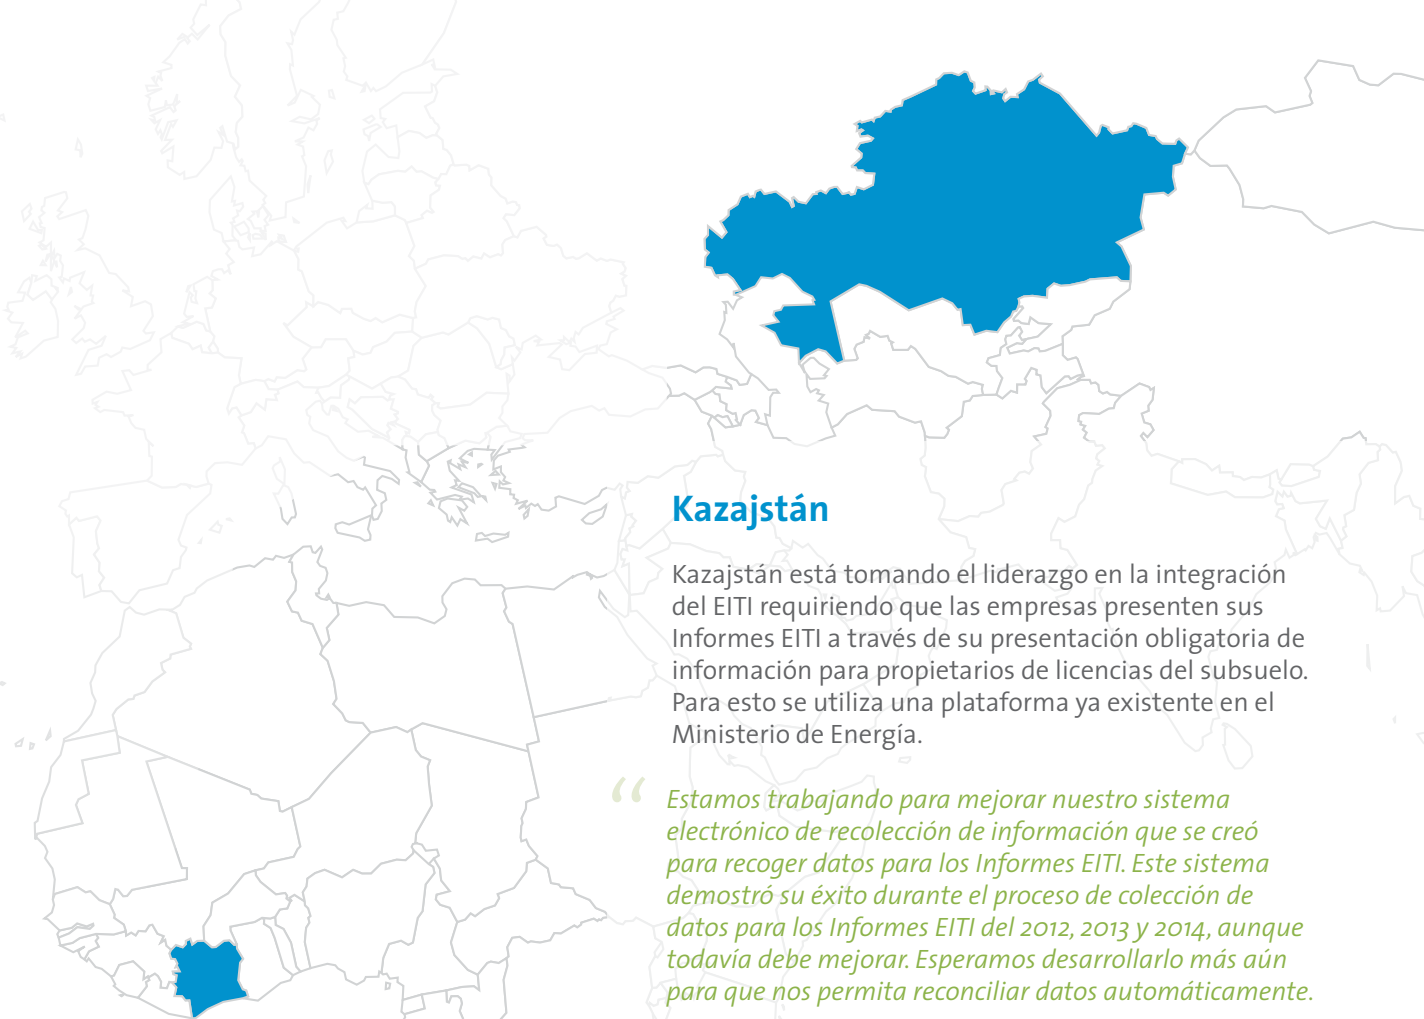 Kazajstán
Kazajstán está tomando el liderazgo en la integración
del EITI requiriendo que las empresas presenten sus
Informes EITI a través de su presentación obligatoria de
información para propietarios de licencias del subsuelo.
Para esto se utiliza una plataforma ya existente en el
Ministerio de Energía.
“ Estamos trabajando para mejorar nuestro sistema
electrónico de recolección de información que se creó
para recoger datos para los Informes EITI. Este sistema
demostró su éxito durante el proceso de colección de
datos para los Informes EITI del 2012, 2013 y 2014, aunque
todavía debe mejorar. Esperamos desarrollarlo más aún
para que nos permita reconciliar datos automáticamente.